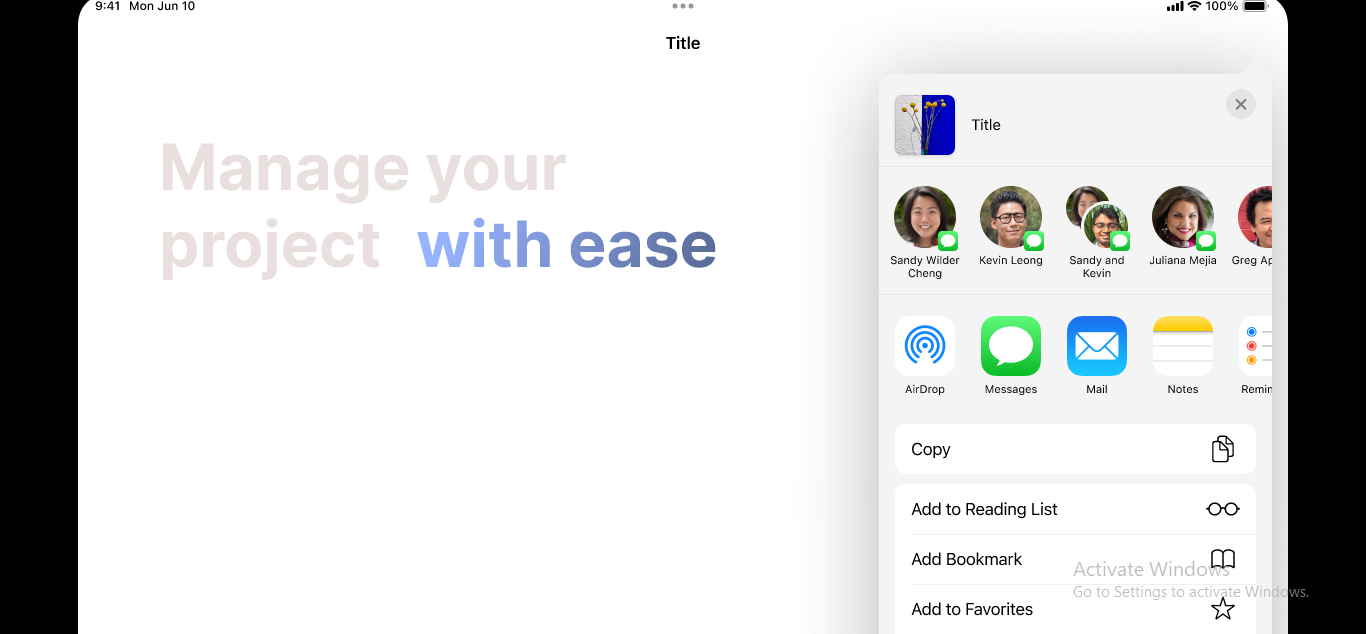 9:41 Mon Jun 10
100%
Title
Manage your
project with ease
Title
Sandy Wilder
Cheng
Kevin Leong
Sandy and
Kevin
Juliana Mejia
Greg Ap
AirDrop
Messages
Mail
Notes
Remin
Copy
Add to Reading List
Add Bookmark
Add to Favorites
Activate Windows
Go to Settings to activate Windows.